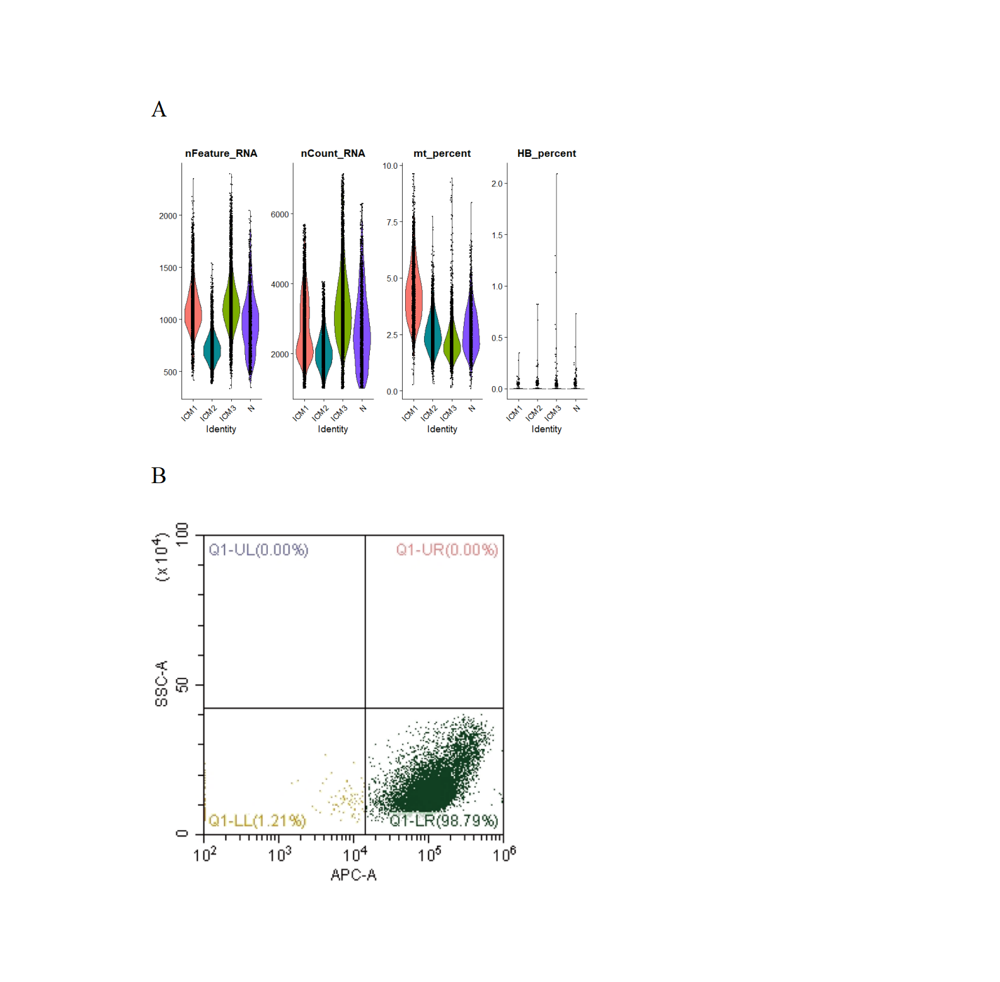 A
nFeature_RNA
nCount_RNA
mt_percent
HB_percent
2000
1500
1000
500
6000
4000
2000
10.0
7.5
5.0
2.5
0.0
2.0
1.5
1.0
0.5
0.0
ICM1 ICM2 ICM3 N
ICM1 ICM2 ICM3 N
ICM1 ICM2 ICM3 N
ICM1 ICM2 ICM3 N
Identity
Identity
Identity
Identity
B
SSC-A (x 10⁴)
100
50
0
Q1-UL(0.00%)
Q1-UR(0.00%)
Q1-LL(1.21%)
Q1-LR(98.79%)
10² 10³ 10⁴ 10⁵ 10⁶
APC-A